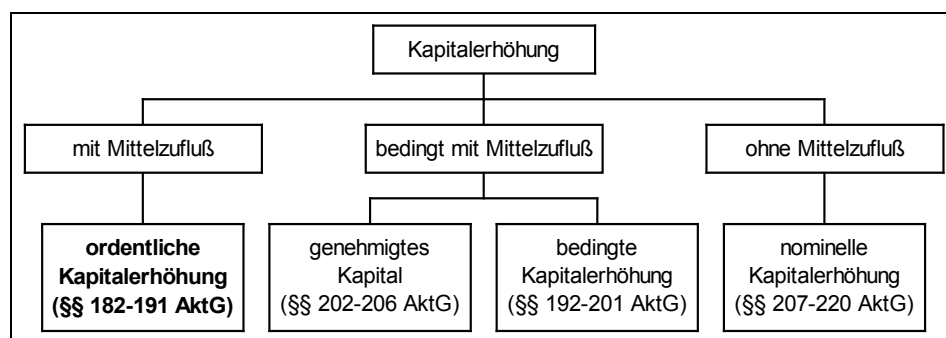 Kapitalerhöhung
mit Mittelzufluß
bedingt mit Mittelzufluß
ohne Mittelzufluß
ordentliche
Kapitalerhöhung
(§§ 182-191 AktG)
genehmigtes
Kapital
(§§ 202-206 AktG)
bedingte
Kapitalerhöhung
(§§ 192-201 AktG)
nominelle
Kapitalerhöhung
(§§ 207-220 AktG)